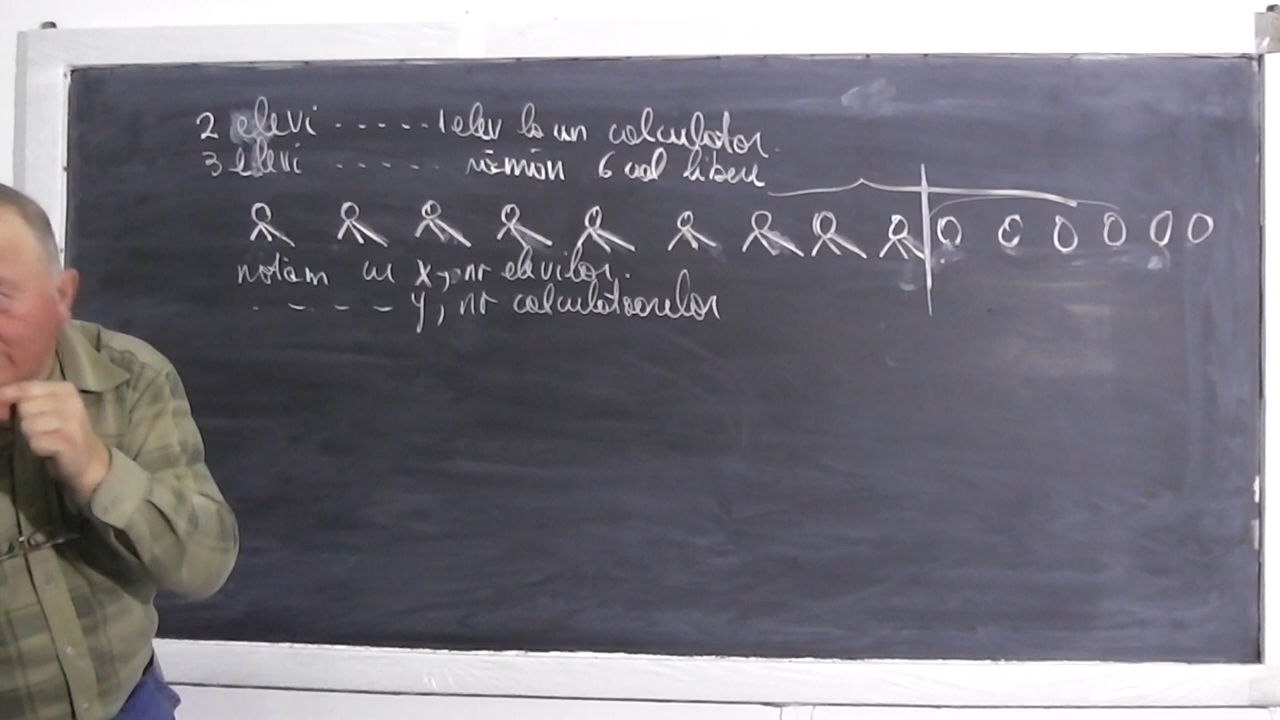 2 elevi ..... 1 elev la un calculator.
3 elevi ...... rămân 6 cal libere
notăm cu x, nr elevilor.
. - - - - y, nr calculatoarelor